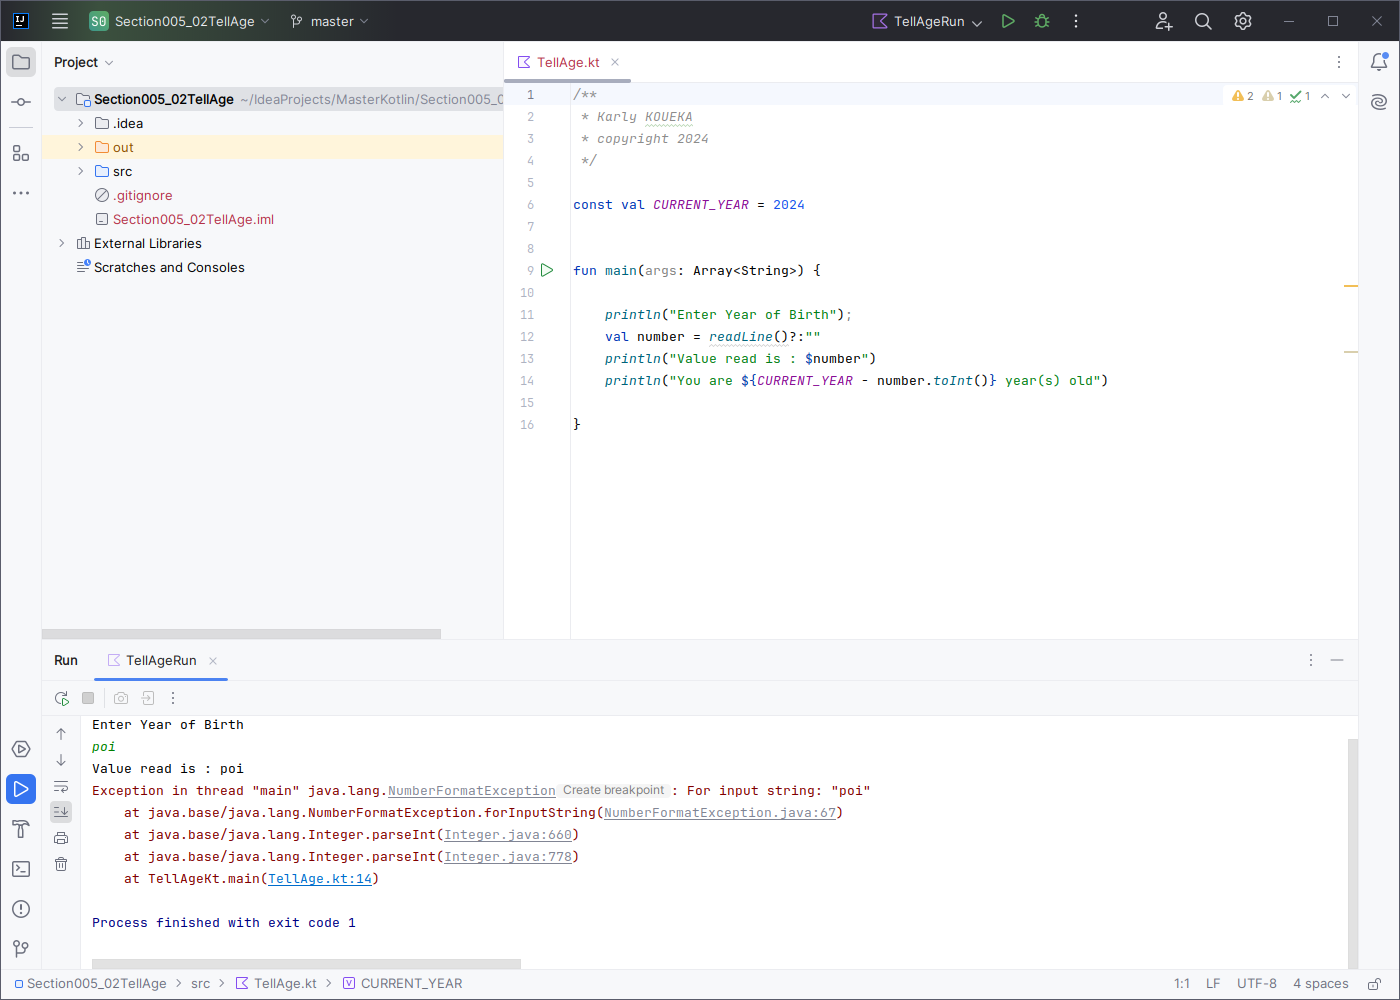 S0 Section005_02TellAge master TellAgeRun
Project
Section005_02TellAge ~/IdeaProjects/MasterKotlin/Section005_0
.idea
out
src
.gitignore
Section005_02TellAge.iml
External Libraries
Scratches and Consoles
TellAge.kt
2 1 1
1 /**
2 * Karly KOUEKA
3 * copyright 2024
4 */
5
6 const val CURRENT_YEAR = 2024
7
8
9 fun main(args: Array<String>) {
10
11 println("Enter Year of Birth");
12 val number = readLine()?:""
13 println("Value read is : $number")
14 println("You are ${CURRENT_YEAR - number.toInt()} year(s) old")
15
16 }
Run TellAgeRun
Enter Year of Birth
poi
Value read is : poi
Exception in thread "main" java.lang.NumberFormatException Create breakpoint : For input string: "poi"
at java.base/java.lang.NumberFormatException.forInputString(NumberFormatException.java:67)
at java.base/java.lang.Integer.parseInt(Integer.java:660)
at java.base/java.lang.Integer.parseInt(Integer.java:778)
at TellAgeKt.main(TellAge.kt:14)
Process finished with exit code 1
Section005_02TellAge > src > TellAge.kt > CURRENT_YEAR 1:1 LF UTF-8 4 spaces